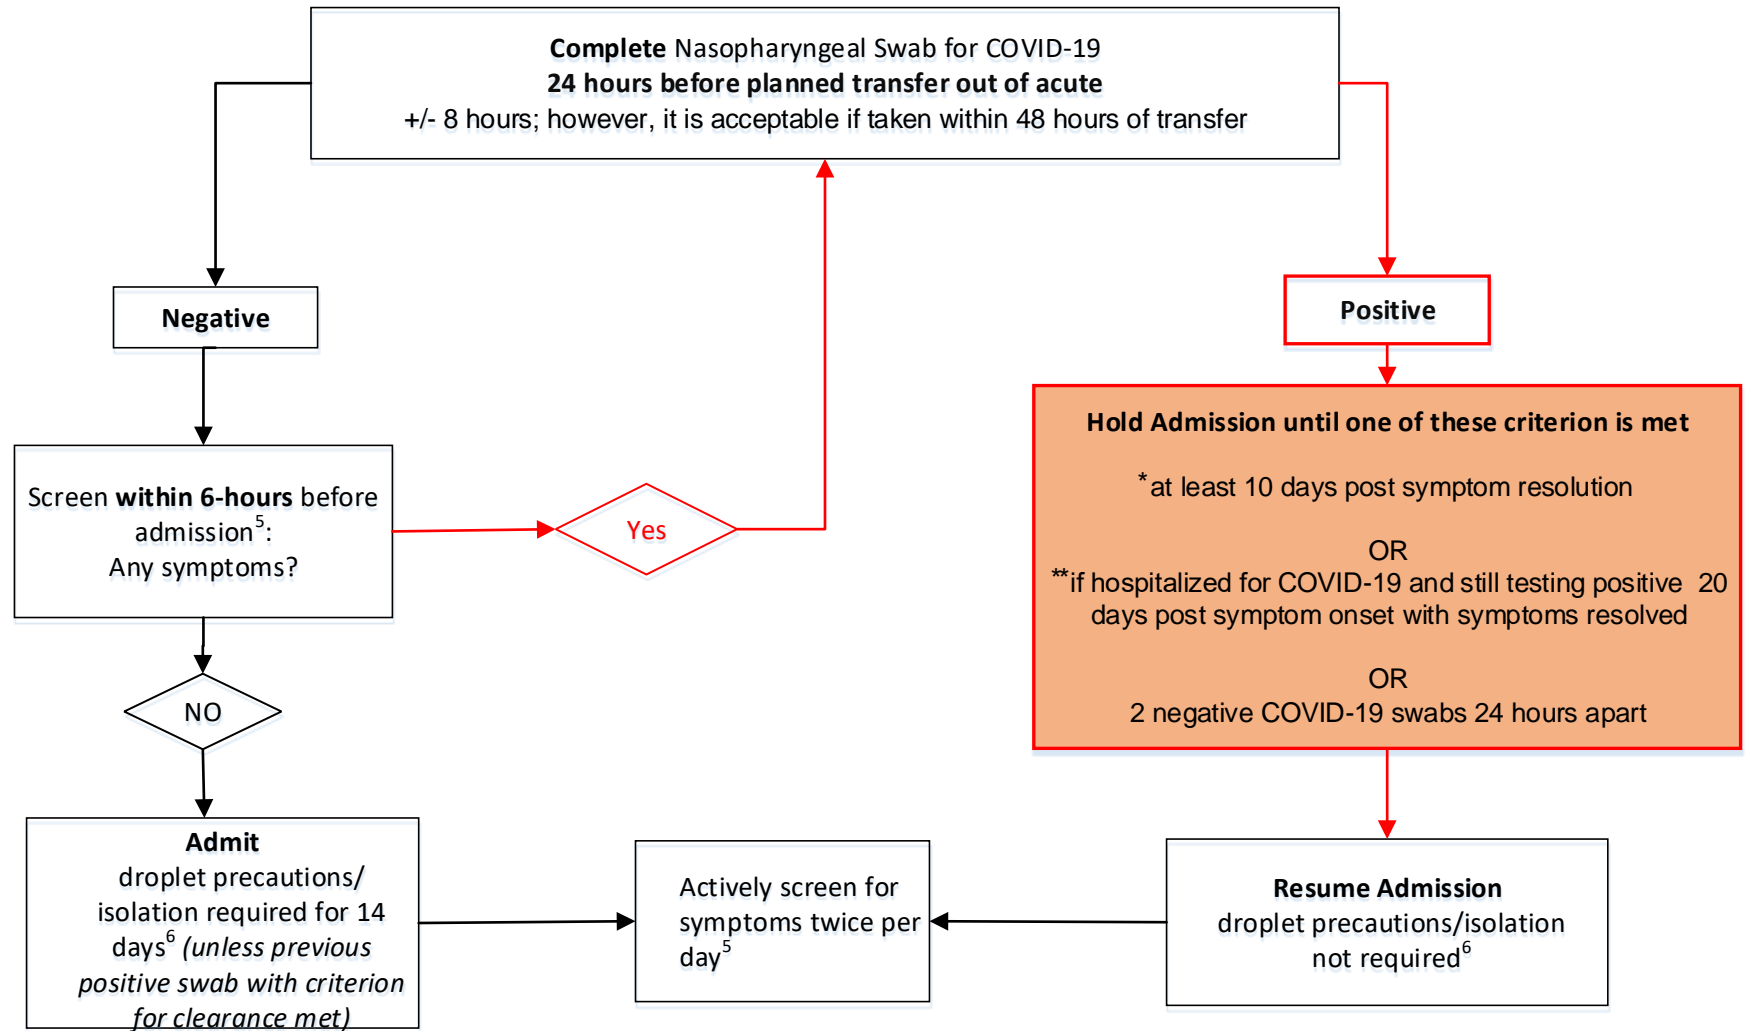 Complete Nasopharyngeal Swab for COVID-19
24 hours before planned transfer out of acute
+/- 8 hours; however, it is acceptable if taken within 48 hours of transfer
Negative
Positive
Screen within 6-hours before
admission5:
Any symptoms?
Yes
Hold Admission until one of these criterion is met
*at least 10 days post symptom resolution
OR
**if hospitalized for COVID-19 and still testing positive 20
days post symptom onset with symptoms resolved
OR
2 negative COVID-19 swabs 24 hours apart
NO
Admit
droplet precautions/
isolation required for 14
days6 (unless previous
positive swab with criterion
for clearance met)
Actively screen for
symptoms twice per
day5
Resume Admission
droplet precautions/isolation
not required6